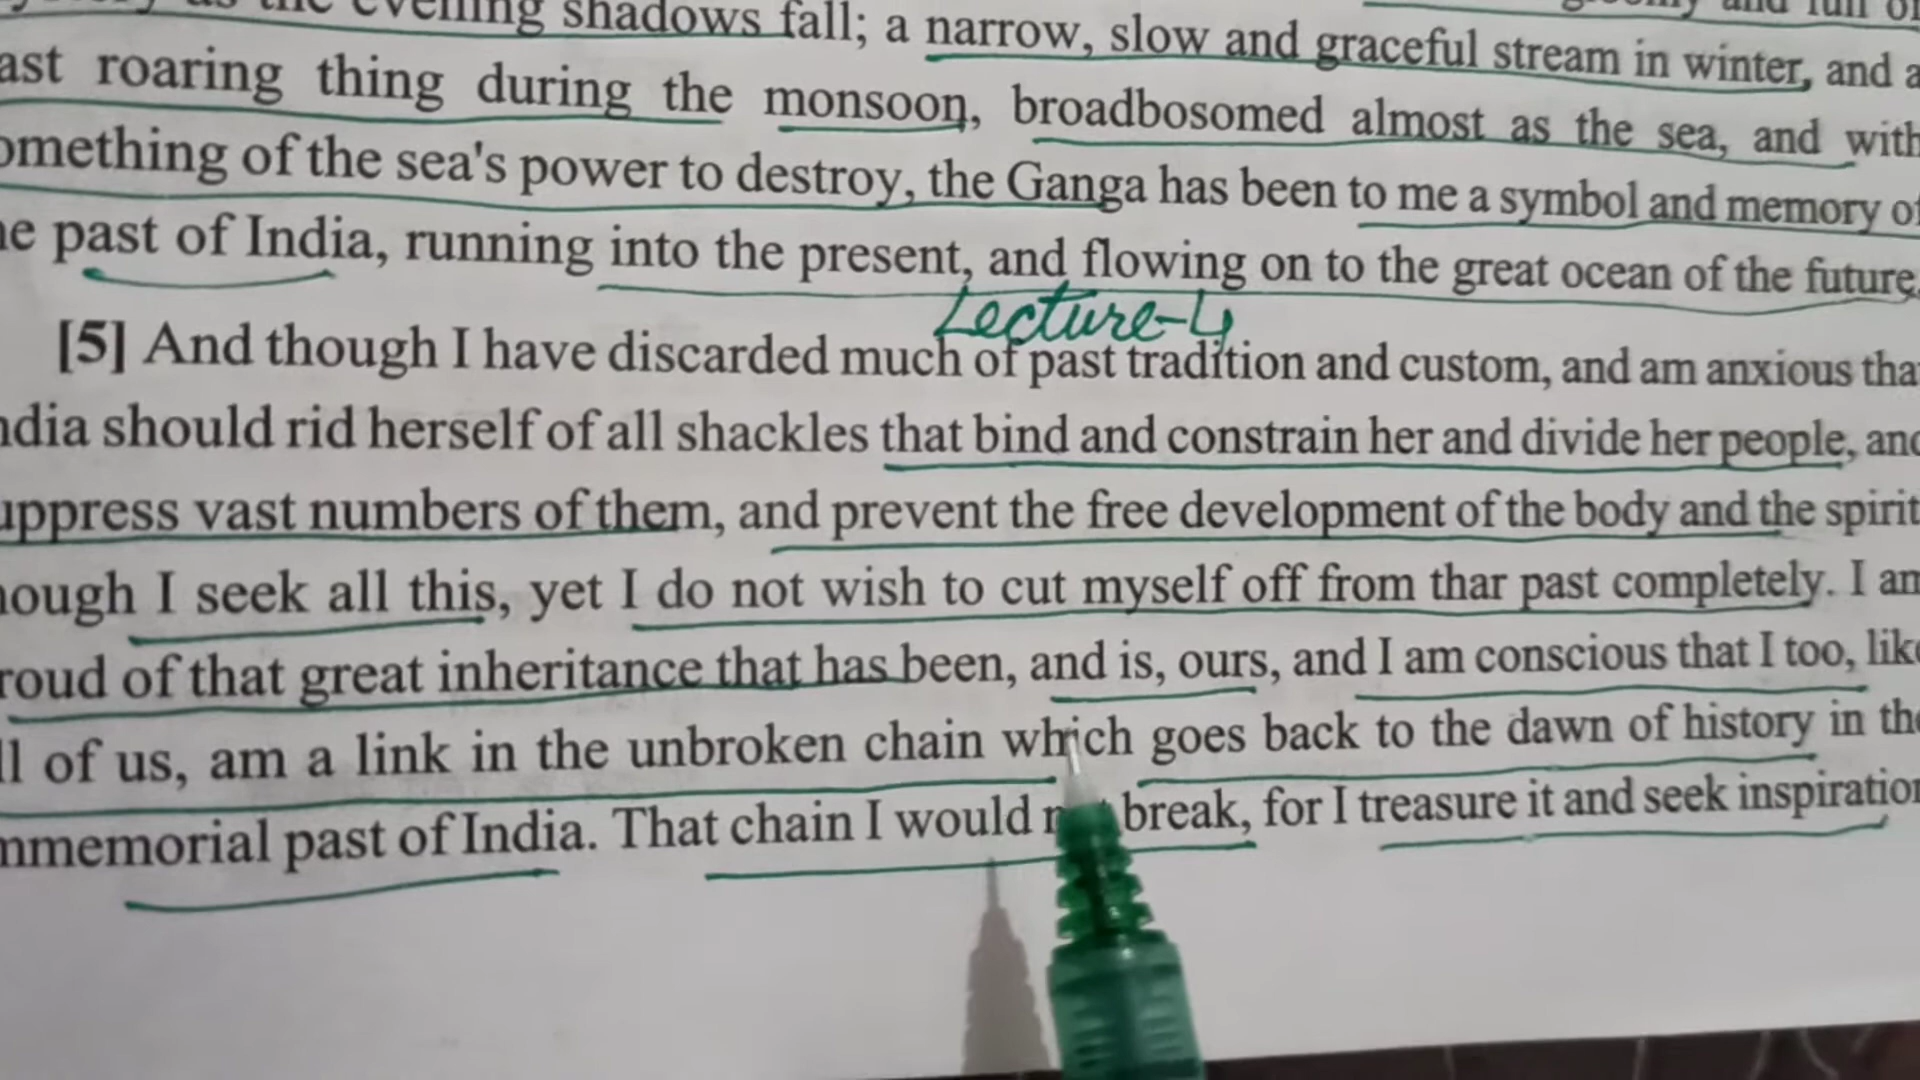 as the evening shadows fall; a narrow, slow and graceful stream in winter, and a
ast roaring thing during the monsoon, broadbosomed almost as the sea, and with
omething of the sea's power to destroy, the Ganga has been to me a symbol and memory of
he past of India, running into the present, and flowing on to the great ocean of the future.
Lecture-4
[5] And though I have discarded much of past tradition and custom, and am anxious that
ndia should rid herself of all shackles that bind and constrain her and divide her people, and
uppress vast numbers of them, and prevent the free development of the body and the spirit
hough I seek all this, yet I do not wish to cut myself off from thar past completely. I am
roud of that great inheritance that has been, and is, ours, and I am conscious that I too, like
ll of us, am a link in the unbroken chain which goes back to the dawn of history in the
mmemorial past of India. That chain I would break, for I treasure it and seek inspiration